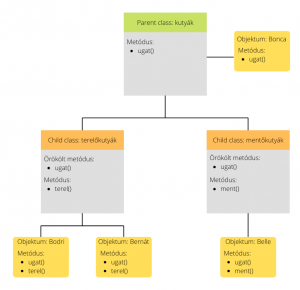 Parent class: kutyák
Metódus:
ugat()
Objektum: Bonca
Metódus:
ugat()
Child class: terelőkutyák
Örökölt metódus:
ugat()
Metódus:
terel()
Child class: mentőkutyák
Örökölt metódus:
ugat()
Metódus:
ment()
Objektum: Bodri
Metódus:
ugat()
terel()
Objektum: Bernát
Metódus:
ugat()
terel()
Objektum: Belle
Metódus:
ugat()
ment()